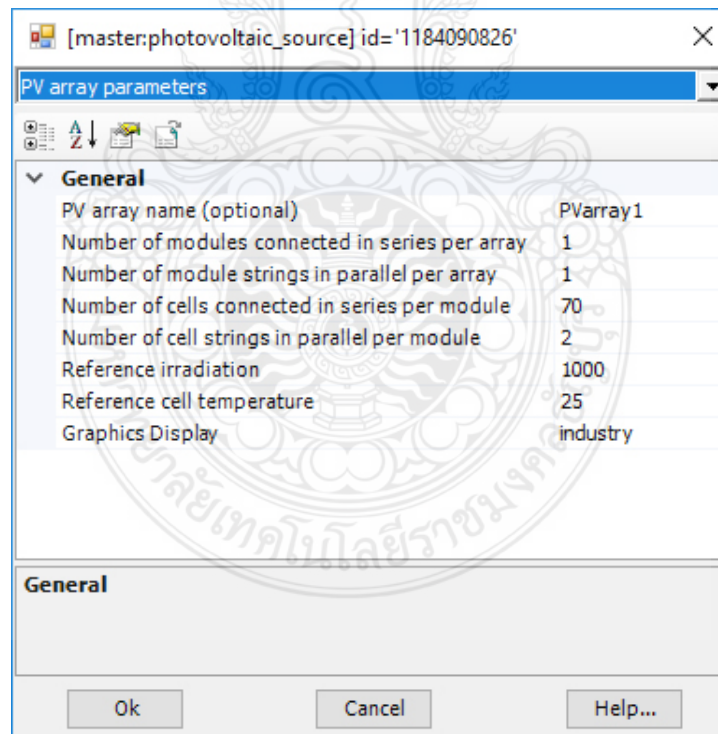 [master:photovoltaic_source] id='1184090826'
PV array parameters
General
PV array name (optional) PVarray1
Number of modules connected in series per array 1
Number of module strings in parallel per array 1
Number of cells connected in series per module 70
Number of cell strings in parallel per module 2
Reference irradiation 1000
Reference cell temperature 25
Graphics Display industry
General
Ok Cancel Help...